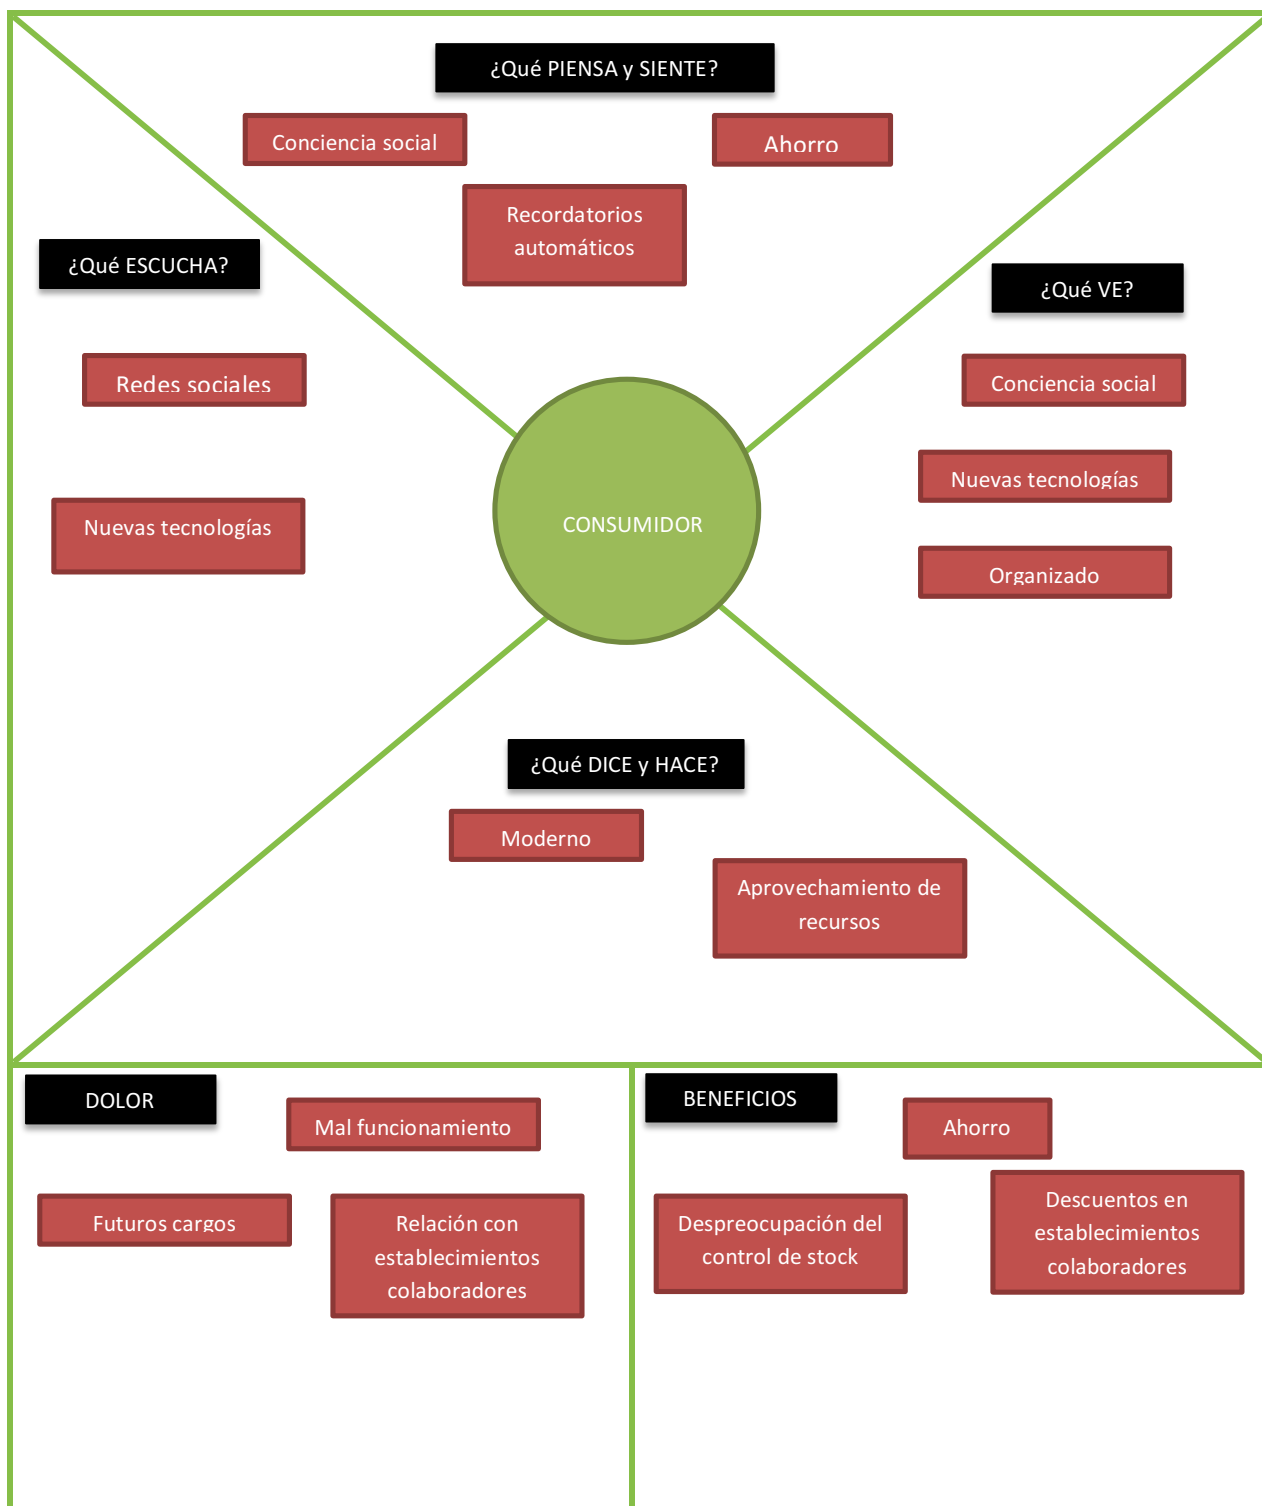 ¿Qué PIENSA y SIENTE?
Conciencia social
Ahorro
Recordatorios
automáticos
¿Qué ESCUCHA?
Redes sociales
Nuevas tecnologías
¿Qué VE?
Conciencia social
Nuevas tecnologías
Organizado
CONSUMIDOR
¿Qué DICE y HACE?
Moderno
Aprovechamiento de
recursos
DOLOR
Mal funcionamiento
Futuros cargos
Relación con
establecimientos
colaboradores
BENEFICIOS
Ahorro
Despreocupación del
control de stock
Descuentos en
establecimientos
colaboradores